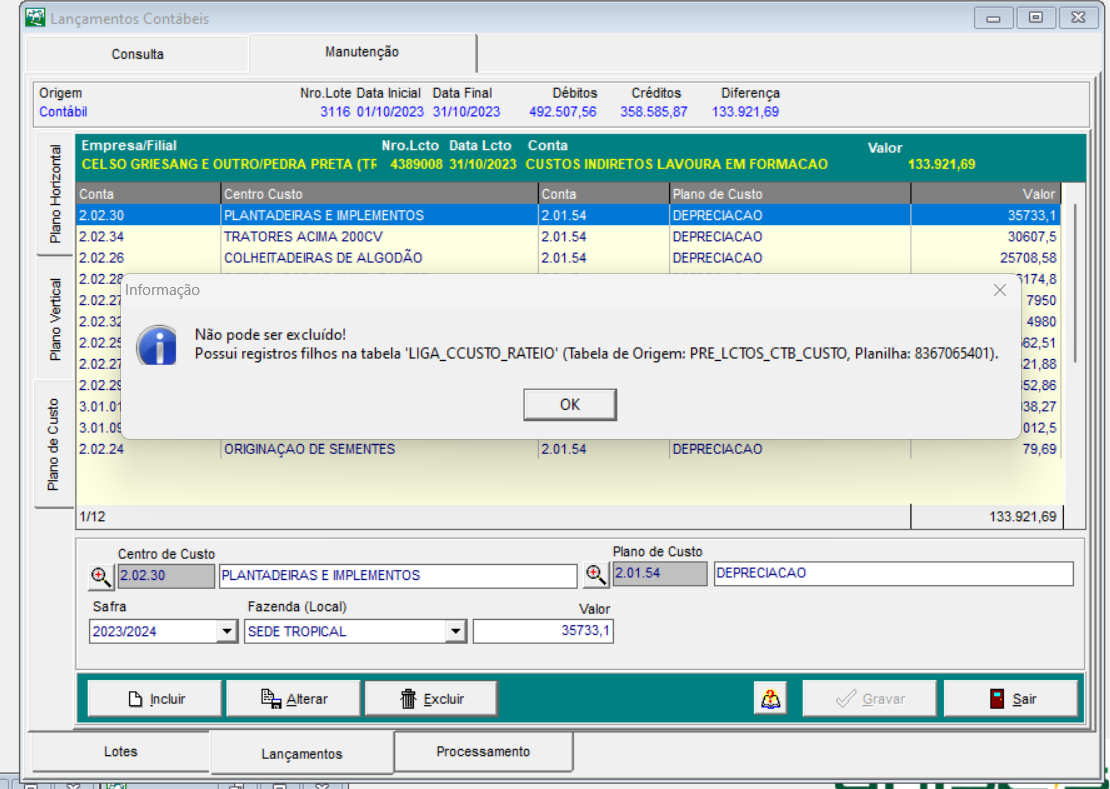 Lançamentos Contábeis
Consulta Manutenção
Origem Nro.Lote Data Inicial Data Final Débitos Créditos Diferença
Contábil 3116 01/10/2023 31/10/2023 492.507,56 358.585,87 133.921,69
Plano Horizontal
Plano Vertical
Plano de Custo
Empresa/Filial Nro.Lcto Data Lcto Conta Valor
CELSO GRIESANG E OUTRO/PEDRA PRETA (TF 4389008 31/10/2023 CUSTOS INDIRETOS LAVOURA EM FORMACAO 133.921,69
Conta Centro Custo Conta Plano de Custo Valor
2.02.30 PLANTADEIRAS E IMPLEMENTOS 2.01.54 DEPRECIACAO 35733,1
2.02.34 TRATORES ACIMA 200CV 2.01.54 DEPRECIACAO 30607,5
2.02.26 COLHEITADEIRAS DE ALGODÃO 2.01.54 DEPRECIACAO 25708,58
2.02.28 6174,8
2.02.27 7950
2.02.32 4980
2.02.25 62,51
2.02.27 21,88
2.02.29 52,86
3.01.01 38,27
3.01.09 012,5
2.02.24 ORIGINAÇAO DE SEMENTES 2.01.54 DEPRECIACAO 79,69
Informação
Não pode ser excluído!
Possui registros filhos na tabela 'LIGA_CCUSTO_RATEIO' (Tabela de Origem: PRE_LCTOS_CTB_CUSTO, Planilha: 8367065401).
OK
1/12 133.921,69
Centro de Custo Plano de Custo
2.02.30 PLANTADEIRAS E IMPLEMENTOS 2.01.54 DEPRECIACAO
Safra Fazenda (Local) Valor
2023/2024 SEDE TROPICAL 35733,1
Incluir Alterar Excluir Gravar Sair
Lotes Lançamentos Processamento